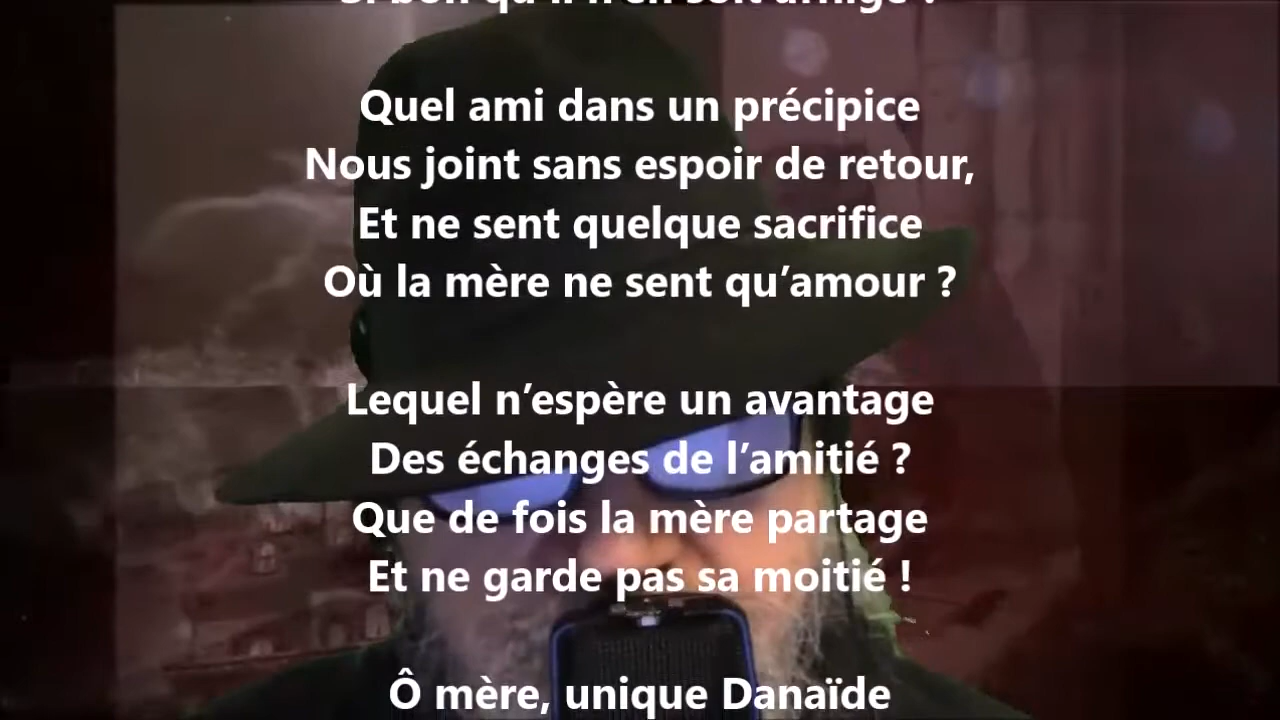 Quel ami dans un précipice
Nous joint sans espoir de retour,
Et ne sent quelque sacrifice
Où la mère ne sent qu’amour ?
Lequel n’espère un avantage
Des échanges de l’amitié ?
Que de fois la mère partage
Et ne garde pas sa moitié !
Ô mère, unique Danaïde